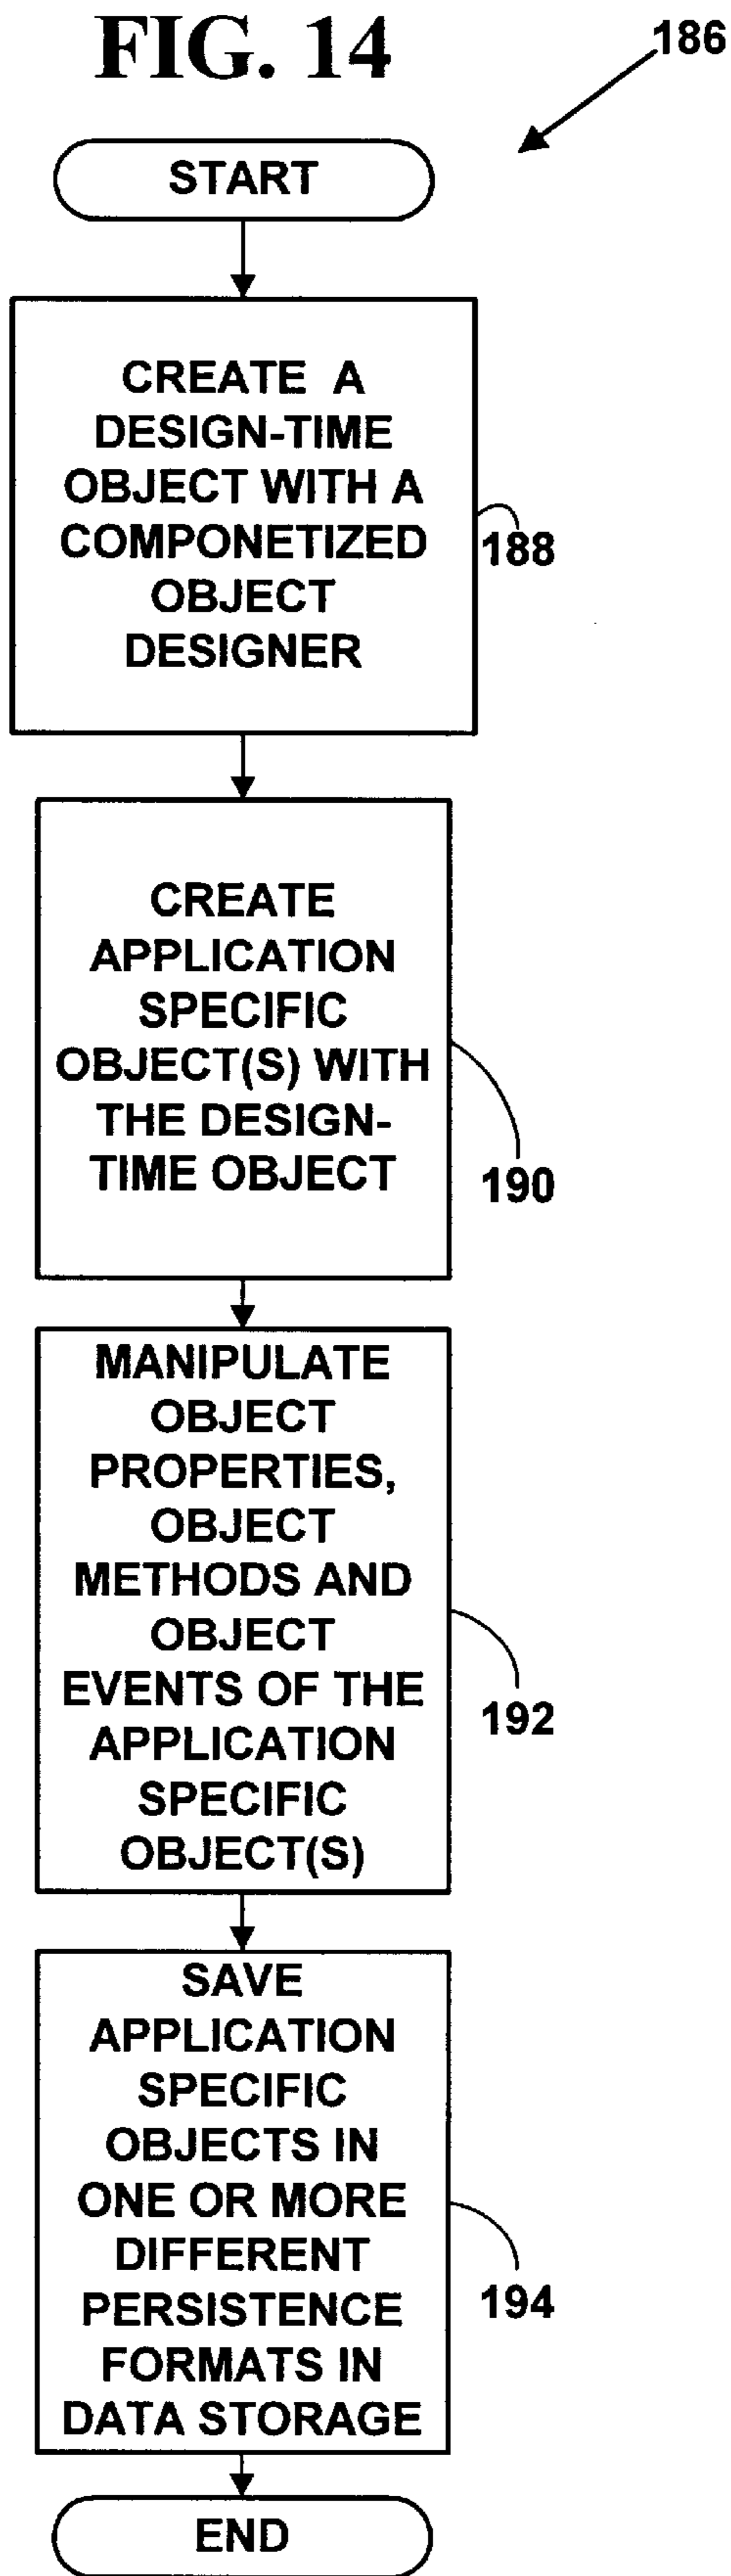 FIG. 14
186
START
CREATE A
DESIGN-TIME
OBJECT WITH A
COMPONETIZED
OBJECT
DESIGNER
188
CREATE
APPLICATION
SPECIFIC
OBJECT(S) WITH
THE DESIGN-
TIME OBJECT
190
MANIPULATE
OBJECT
PROPERTIES,
OBJECT
METHODS AND
OBJECT
EVENTS OF THE
APPLICATION
SPECIFIC
OBJECT(S)
192
SAVE
APPLICATION
SPECIFIC
OBJECTS IN
ONE OR MORE
DIFFERENT
PERSISTENCE
FORMATS IN
DATA STORAGE
194
END